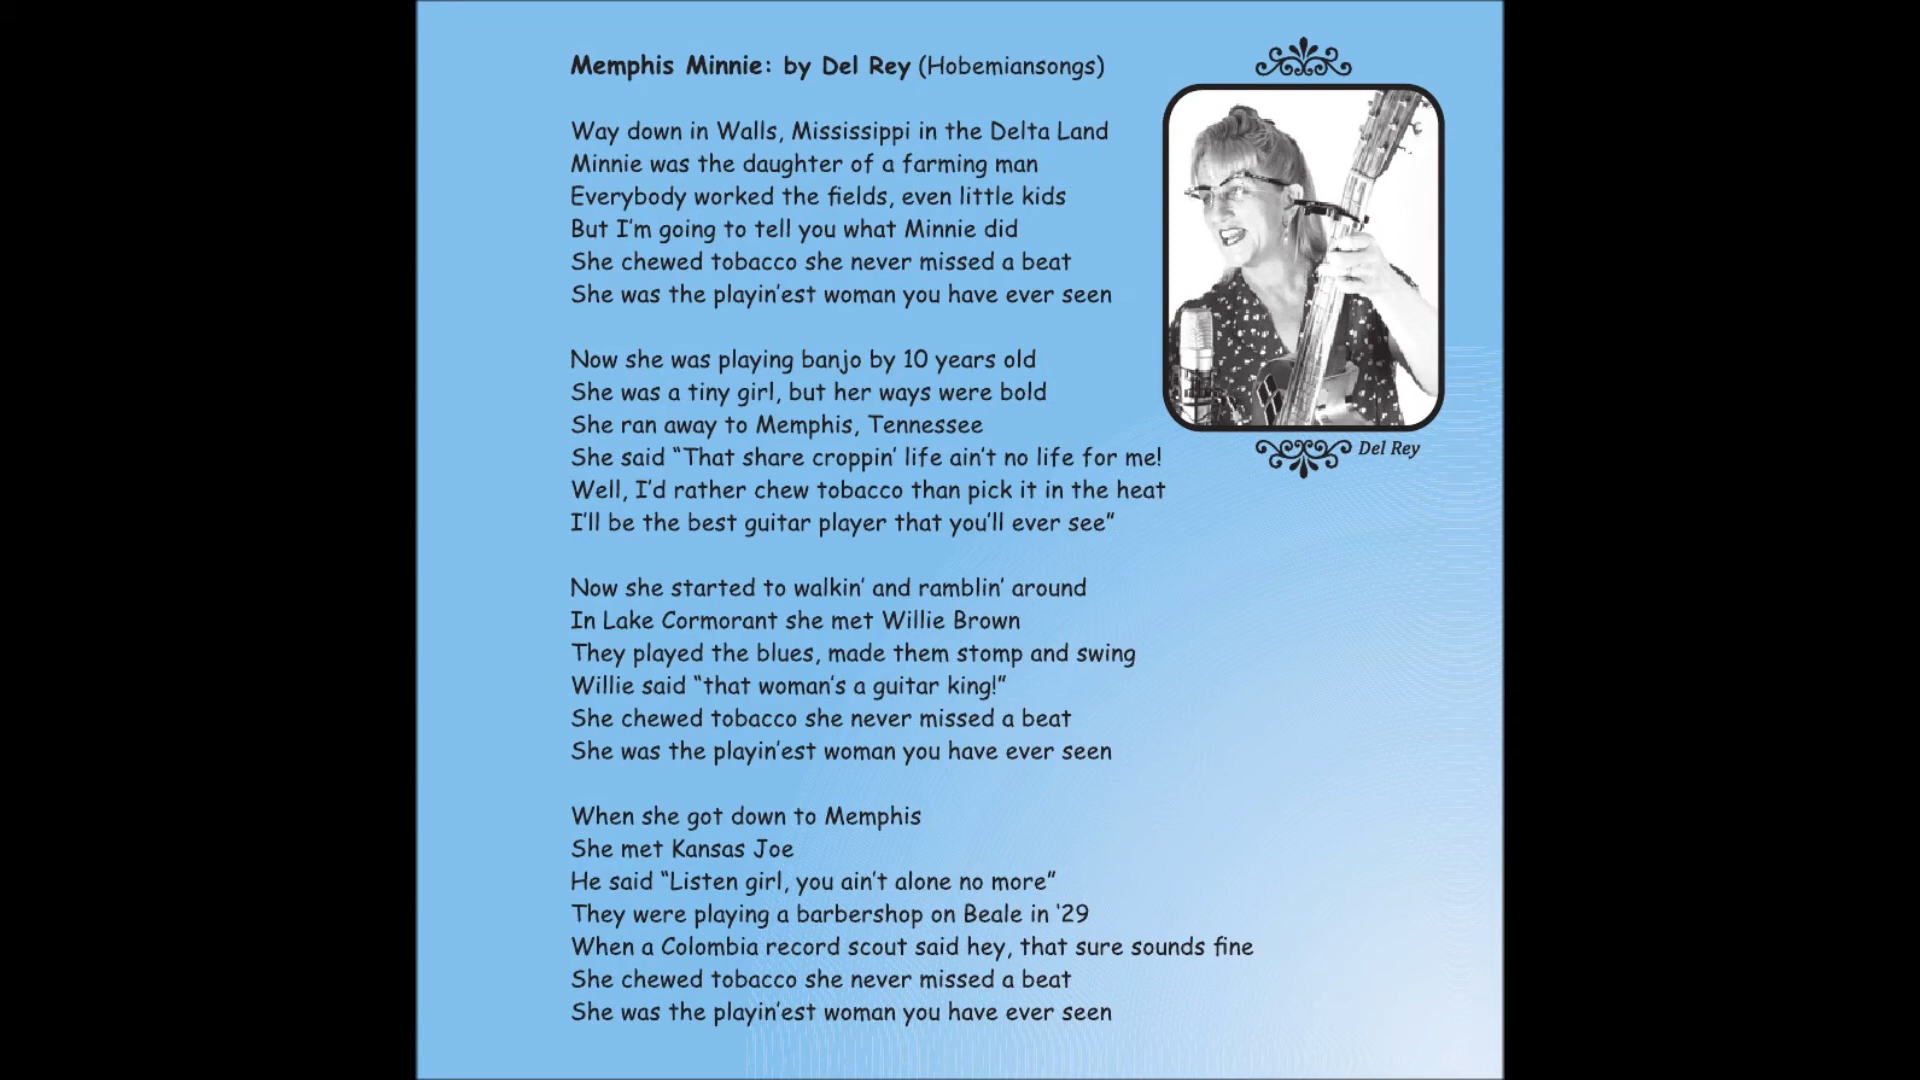 Memphis Minnie: by Del Rey (Hobemiansongs)
Way down in Walls, Mississippi in the Delta Land
Minnie was the daughter of a farming man
Everybody worked the fields, even little kids
But I'm going to tell you what Minnie did
She chewed tobacco she never missed a beat
She was the playin'est woman you have ever seen
Now she was playing banjo by 10 years old
She was a tiny girl, but her ways were bold
She ran away to Memphis, Tennessee
She said “That share croppin’ life ain’t no life for me!
Well, I’d rather chew tobacco than pick it in the heat
I’ll be the best guitar player that you’ll ever see”
Now she started to walkin’ and ramblin’ around
In Lake Cormorant she met Willie Brown
They played the blues, made them stomp and swing
Willie said “that woman’s a guitar king!”
She chewed tobacco she never missed a beat
She was the playin’est woman you have ever seen
When she got down to Memphis
She met Kansas Joe
He said “Listen girl, you ain’t alone no more”
They were playing a barbershop on Beale in ‘29
When a Colombia record scout said hey, that sure sounds fine
She chewed tobacco she never missed a beat
She was the playin’est woman you have ever seen
Del Rey